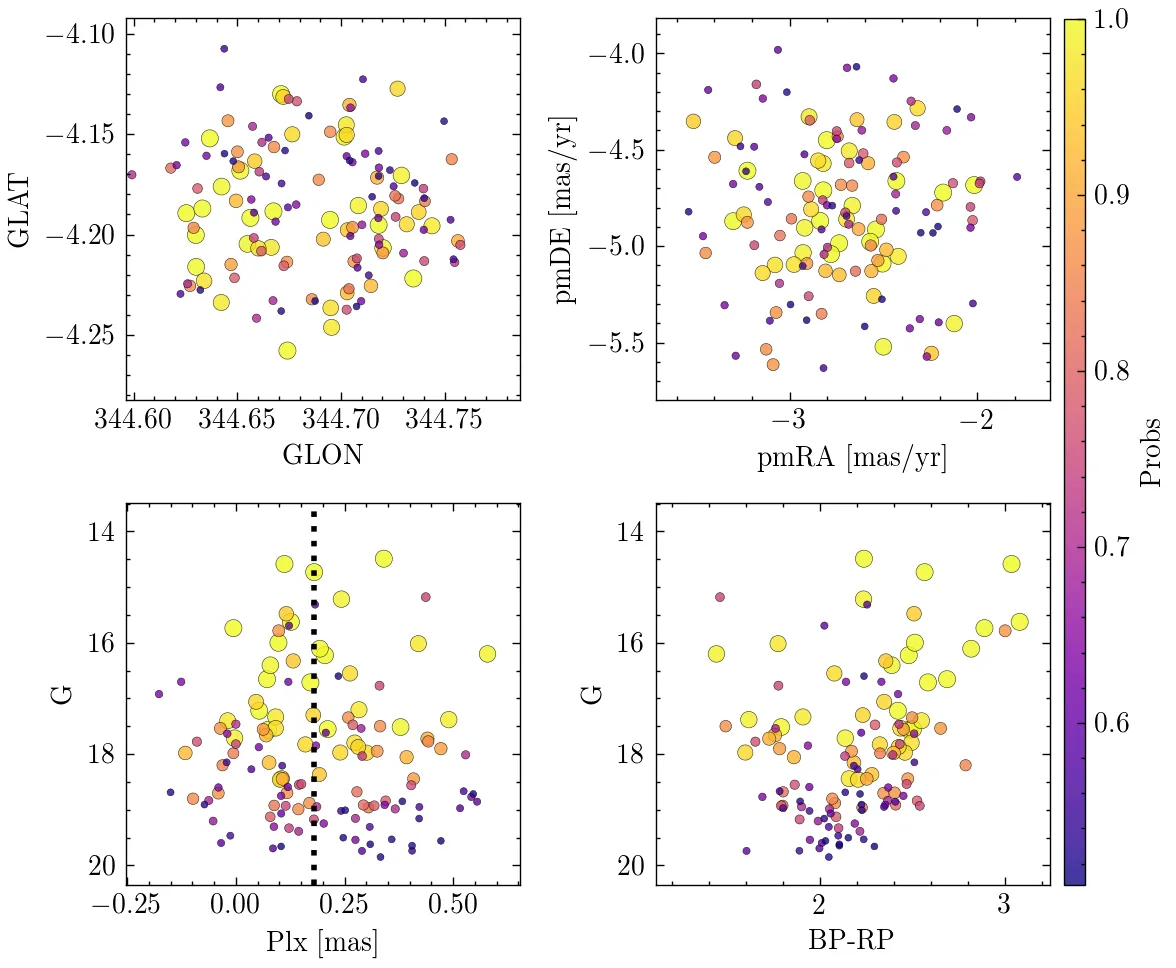 −4.10
−4.15
−4.20
−4.25
GLAT
344.60 344.65 344.70 344.75
GLON
−4.0
−4.5
−5.0
−5.5
pmDE [mas/yr]
−3 −2
pmRA [mas/yr]
14
16
18
20
G
−0.25 0.00 0.25 0.50
Plx [mas]
14
16
18
20
G
2 3
BP-RP
1.0
0.9
0.8
0.7
0.6
Probs